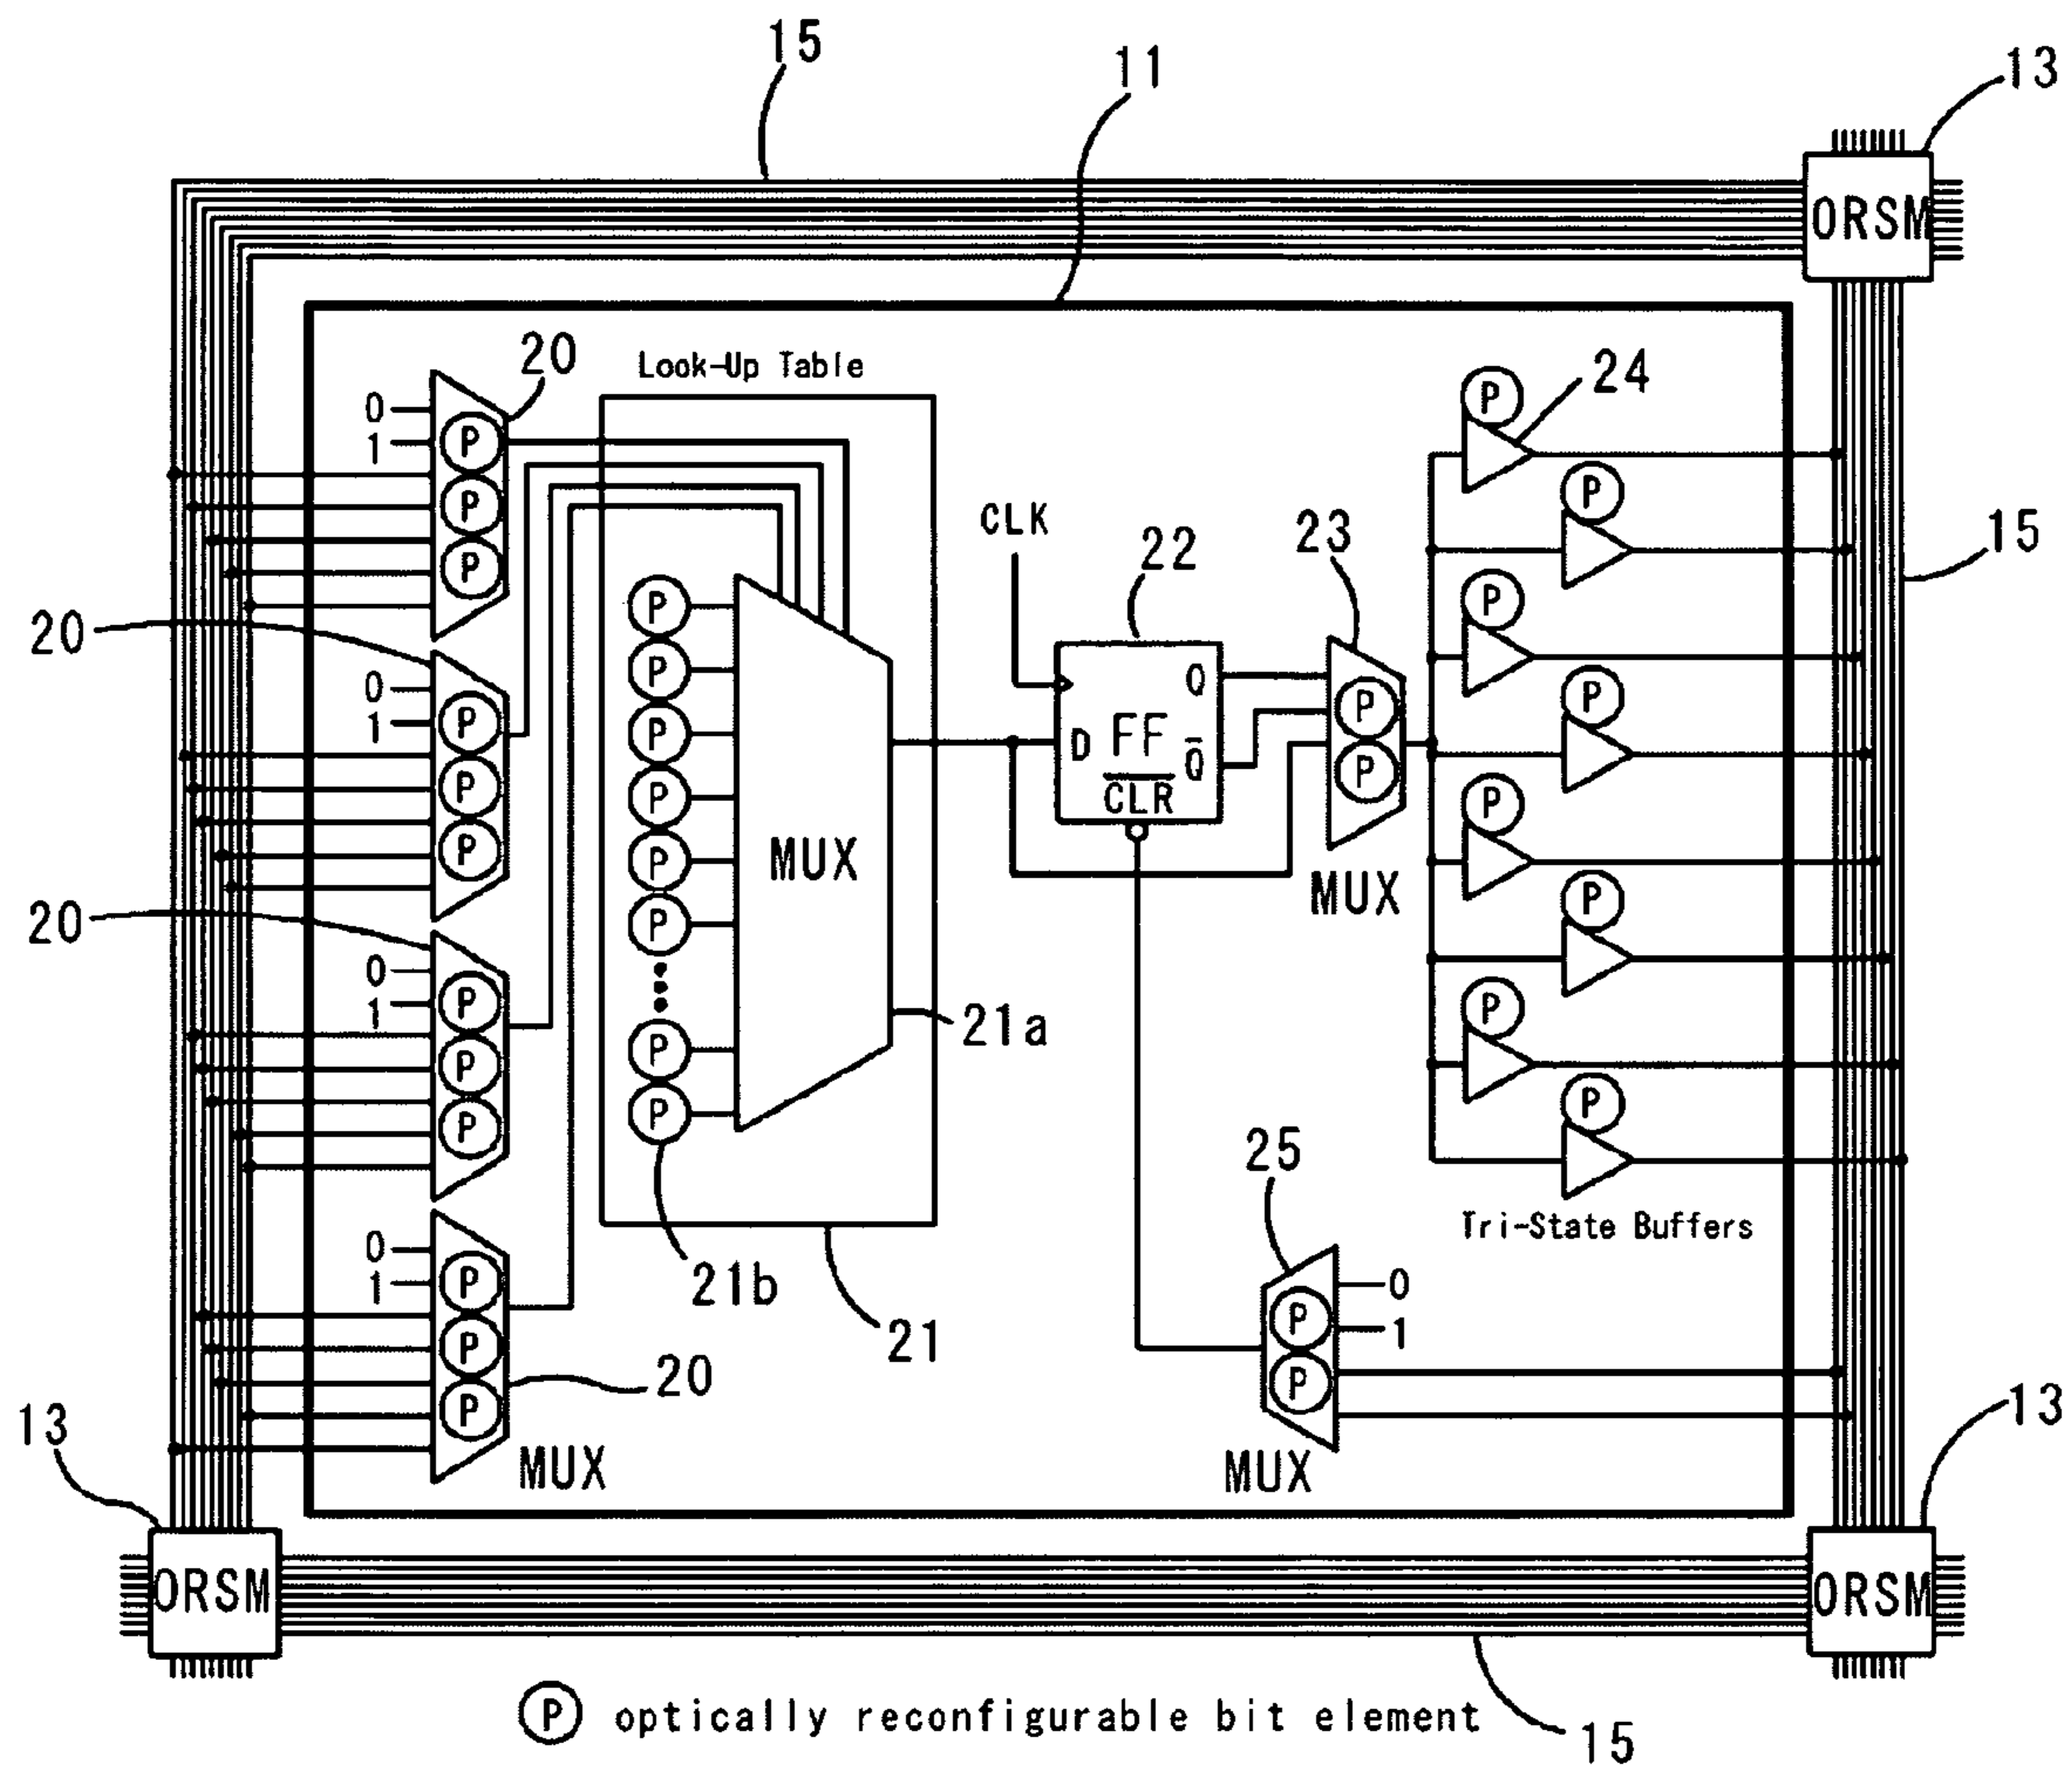 15
11
13
ORSM
20
Look-Up Table
24
0
1
P
P
P
P
P
CLK
22
23
15
20
0
1
P
P
P
P
P
P
P
P
P
P
Q
D FF
Q̅
C̅L̅R̅
P
P
P
P
P
P
P
P
MUX
MUX
20
0
1
P
P
P
P
P
21a
25
Tri-State Buffers
0
1
P
P
P
MUX
21b
21
20
P
P
0
1
MUX
13
13
ORSM
ORSM
P optically reconfigurable bit element
15